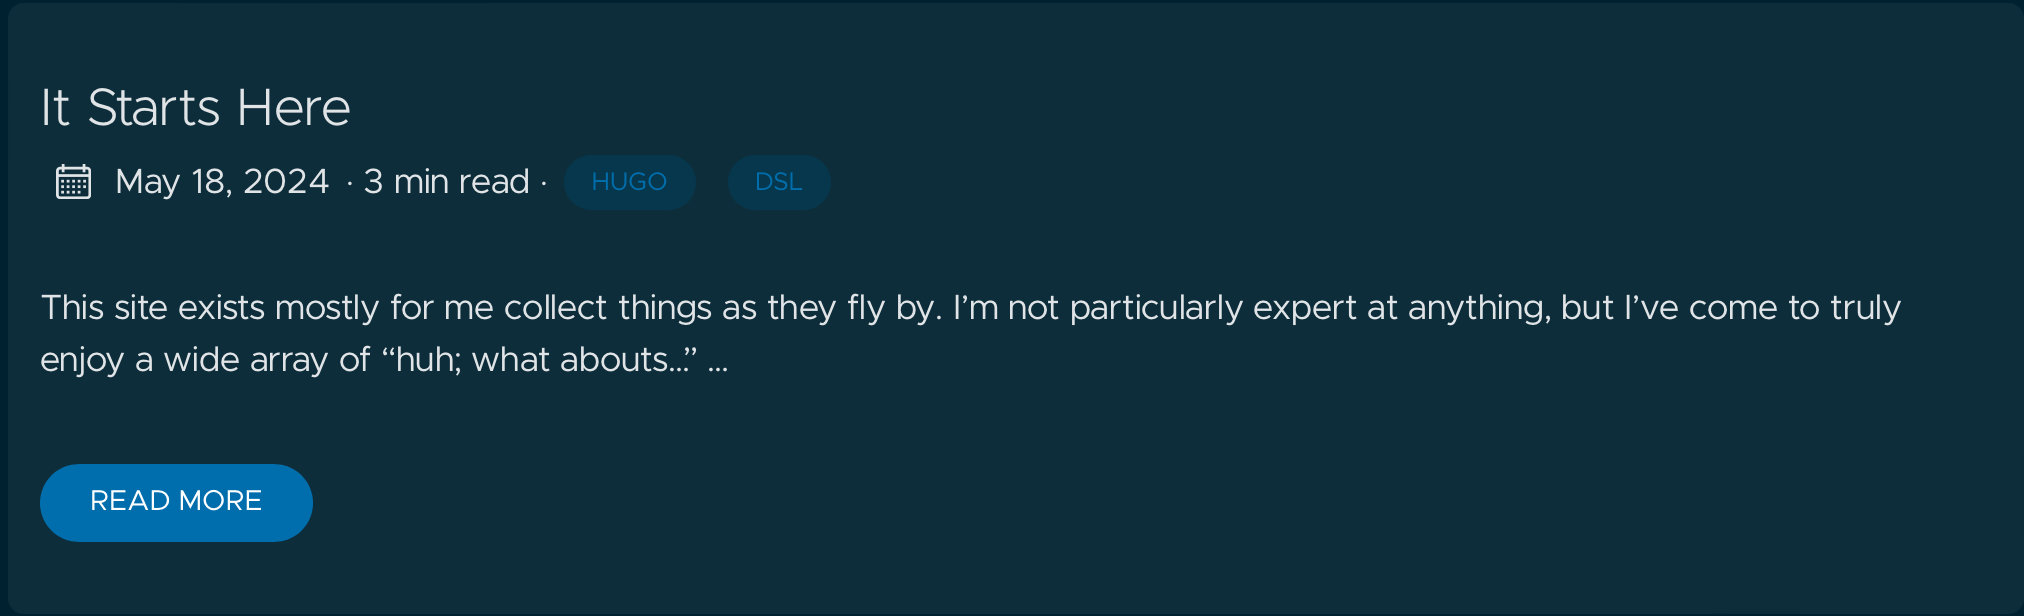 It Starts Here
May 18, 2024 · 3 min read · HUGO DSL
This site exists mostly for me collect things as they fly by. I’m not particularly expert at anything, but I’ve come to truly
enjoy a wide array of “huh; what abouts…” …
READ MORE